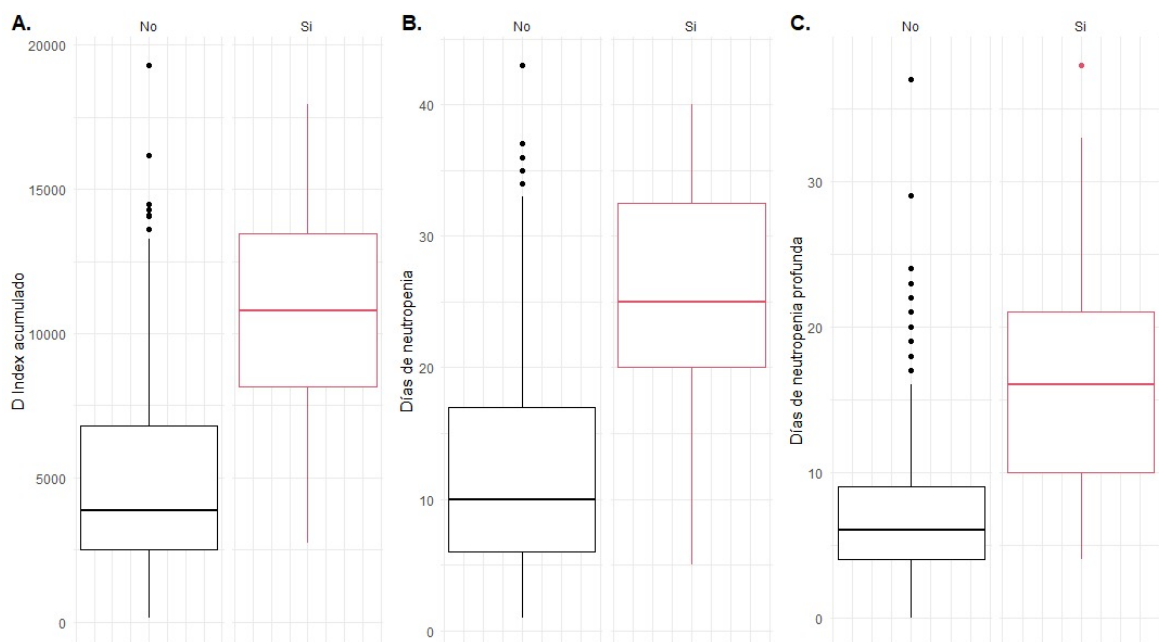 A.
No
Si
20000
15000
10000
5000
0
D Index acumulado
B.
No
Si
40
30
20
10
0
Días de neutropenia
C.
No
Si
30
20
10
0
Días de neutropenia profunda